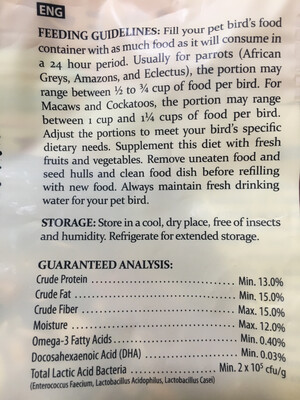 ENG
FEEDING GUIDELINES: Fill your pet bird's food
container with as much food as it will consume in
a 24 hour period. Usually for parrots (African
Greys, Amazons, and Eclectus), the portion may
range between ½ to ¾ cup of food per bird. For
Macaws and Cockatoos, the portion may range
between 1 cup and 1¼ cups of food per bird.
Adjust the portions to meet your bird's specific
dietary needs. Supplement this diet with fresh
fruits and vegetables. Remove uneaten food and
seed hulls and clean food dish before refilling
with new food. Always maintain fresh drinking
water for your pet bird.
STORAGE: Store in a cool, dry place, free of insects
and humidity. Refrigerate for extended storage.
GUARANTEED ANALYSIS:
Crude Protein ........................ Min. 13.0%
Crude Fat ........................ Min. 15.0%
Crude Fiber ........................ Max. 15.0%
Moisture ........................ Max. 12.0%
Omega-3 Fatty Acids ........................ Min. 0.40%
Docosahexaenoic Acid (DHA) ........................ Min. 0.03%
Total Lactic Acid Bacteria ........................ Min. 2 x 10⁵ cfu/g
(Enterococcus Faecium, Lactobacillus Acidophilus, Lactobacillus Casei)